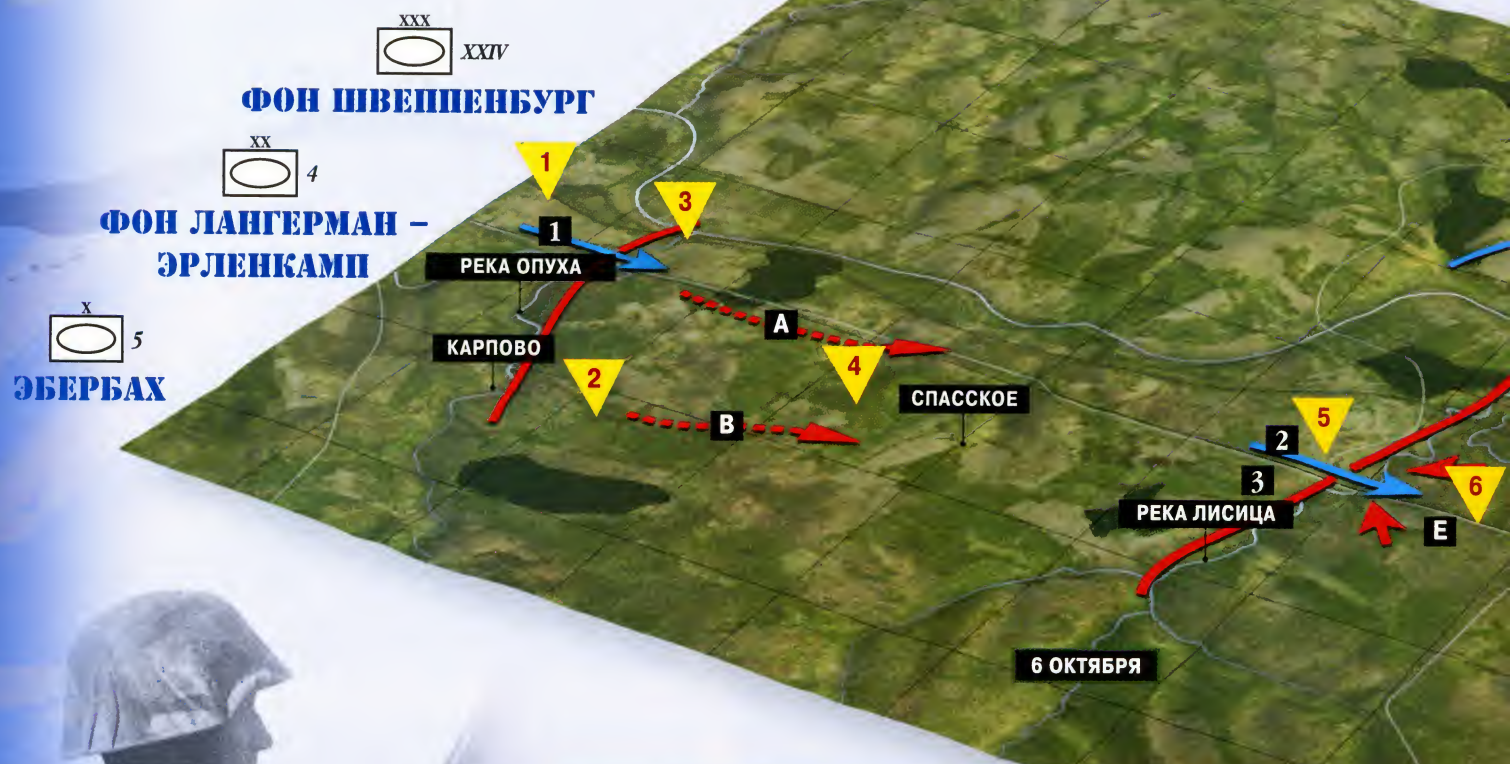 XXX
XXIV
ФОН ШВЕППЕНБУРГ
XX
4
ФОН ЛАНГЕРМАН –
ЭРЛЕНКАМП
X
5
ЭБЕРБАХ
1
3
1
РЕКА ОПУХА
КАРПОВО
A
2
4
B
СПАССКОЕ
5
2
3
6
РЕКА ЛИСИЦА
E
6 ОКТЯБРЯ